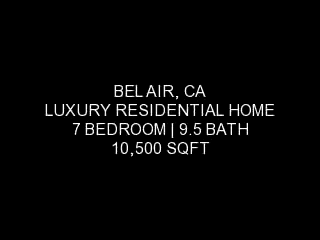 BEL AIR, CA
LUXURY RESIDENTIAL HOME
7 BEDROOM | 9.5 BATH
10,500 SQFT